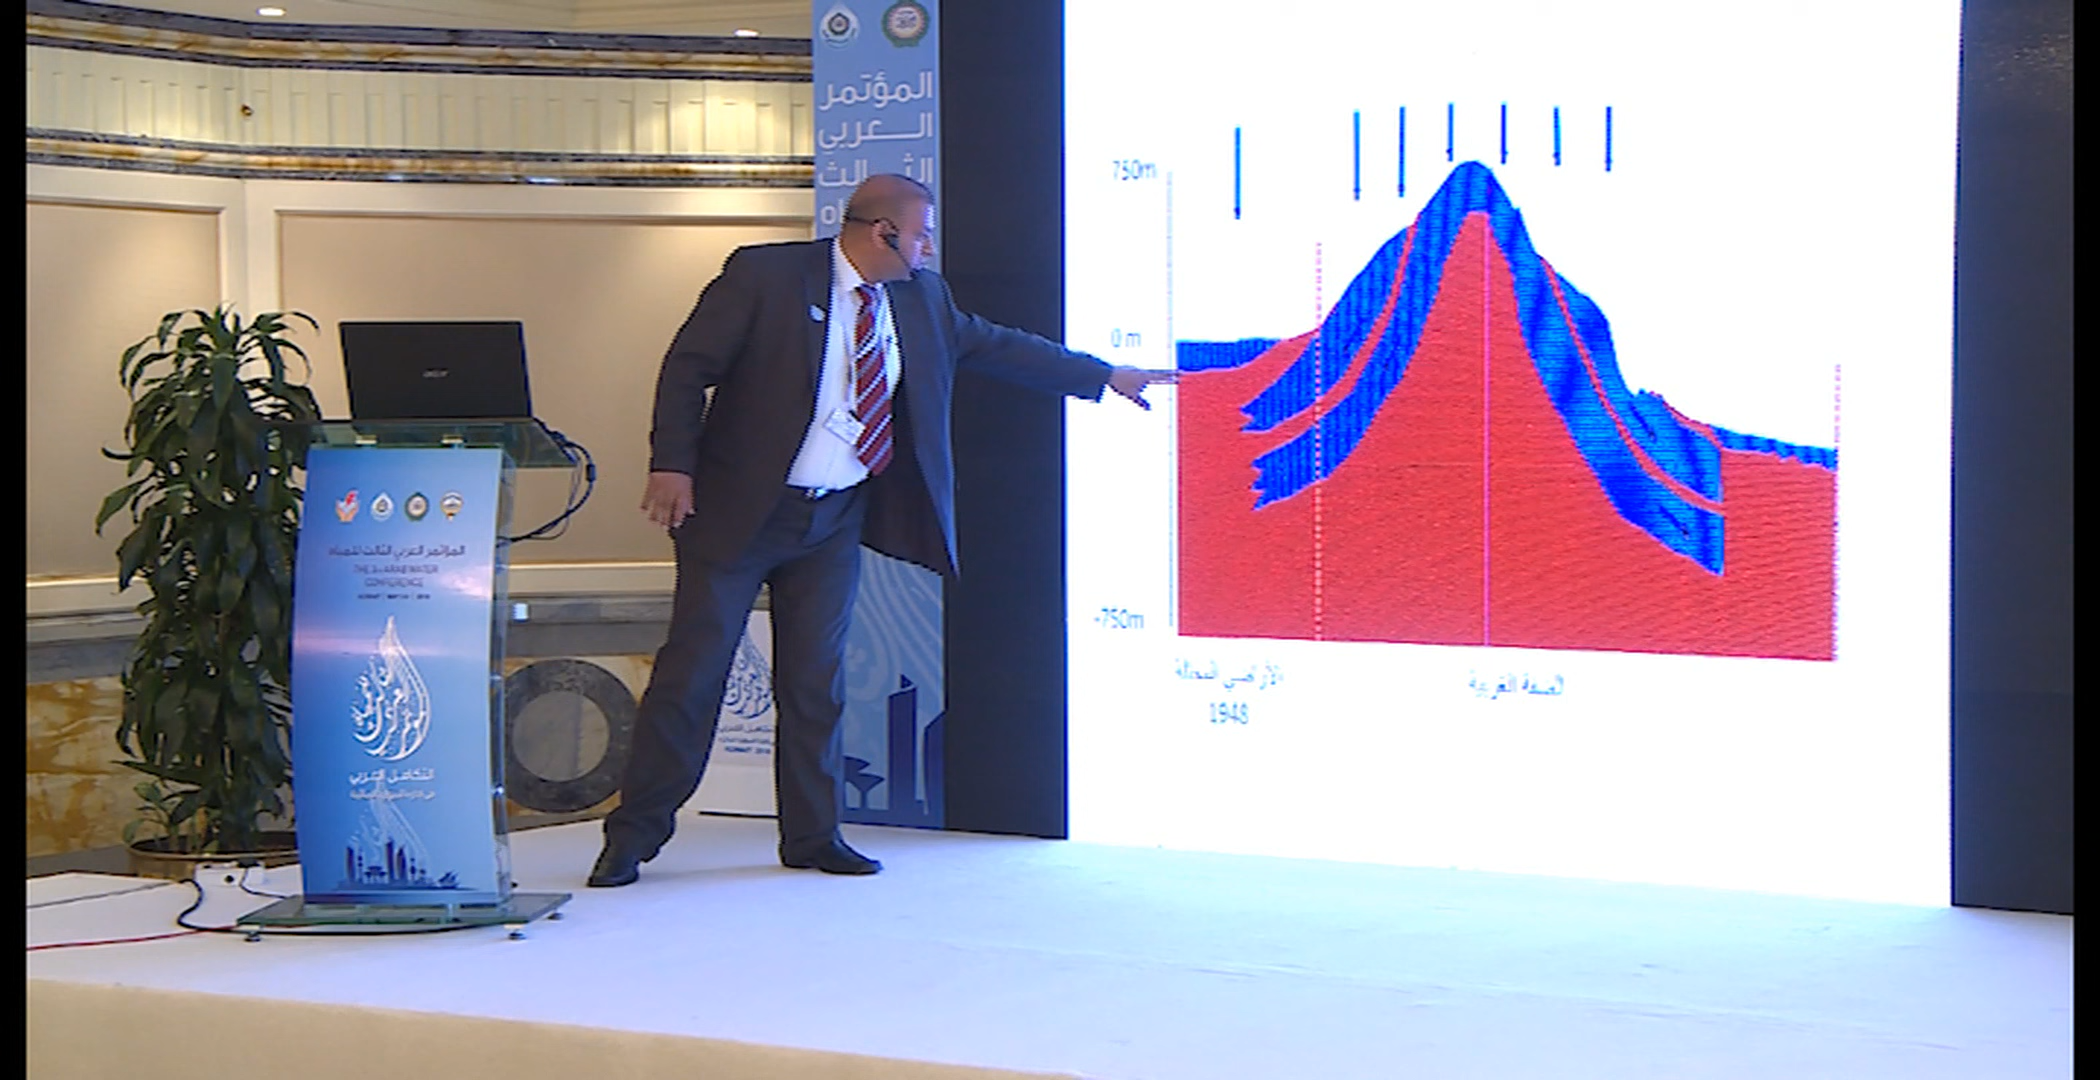 المؤتمر
العربي
الثالث
750m
0 m
-750m
الأراضي المحتلة
1948
الضفة الغربية
acer
المؤتمر العربي الثالث للمياه
THE 3rd ARAB WATER
CONFERENCE
التكامل العربي